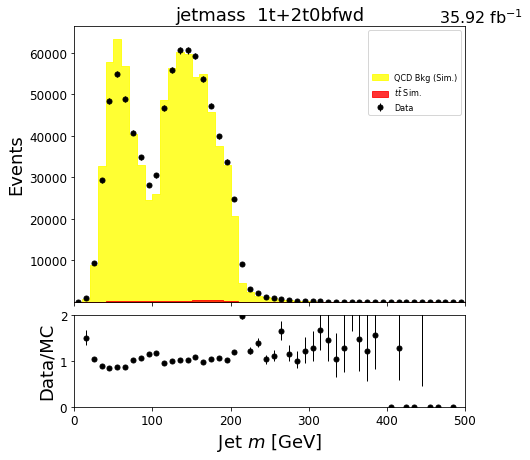 jetmass 1t+2t0bfwd
35.92 fb⁻¹
QCD Bkg (Sim.)
tt̄ Sim.
Data
Events
60000
50000
40000
30000
20000
10000
Data/MC
2
1
0
0 100 200 300 400 500
Jet m [GeV]